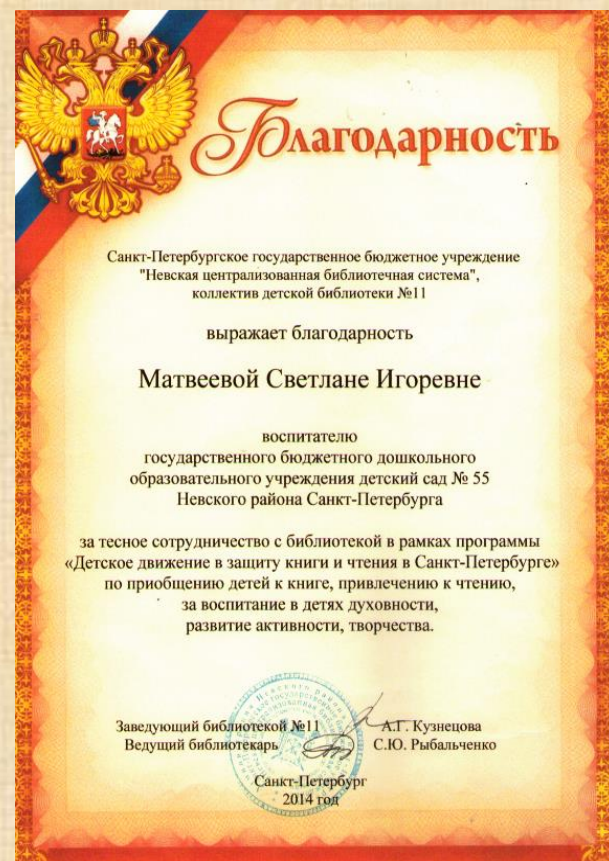 Благодарность
Санкт-Петербургское государственное бюджетное учреждение
"Невская централизованная библиотечная система",
коллектив детской библиотеки №11
выражает благодарность
Матвеевой Светлане Игоревне
воспитателю
государственного бюджетного дошкольного
образовательного учреждения детский сад № 55
Невского района Санкт-Петербурга
за тесное сотрудничество с библиотекой в рамках программы
«Детское движение в защиту книги и чтения в Санкт-Петербурге»
по приобщению детей к книге, привлечению к чтению,
за воспитание в детях духовности,
развитие активности, творчества.
Заведующий библиотекой №11 А.Г. Кузнецова
Ведущий библиотекарь С.Ю. Рыбальченко
Санкт-Петербург
2014 год